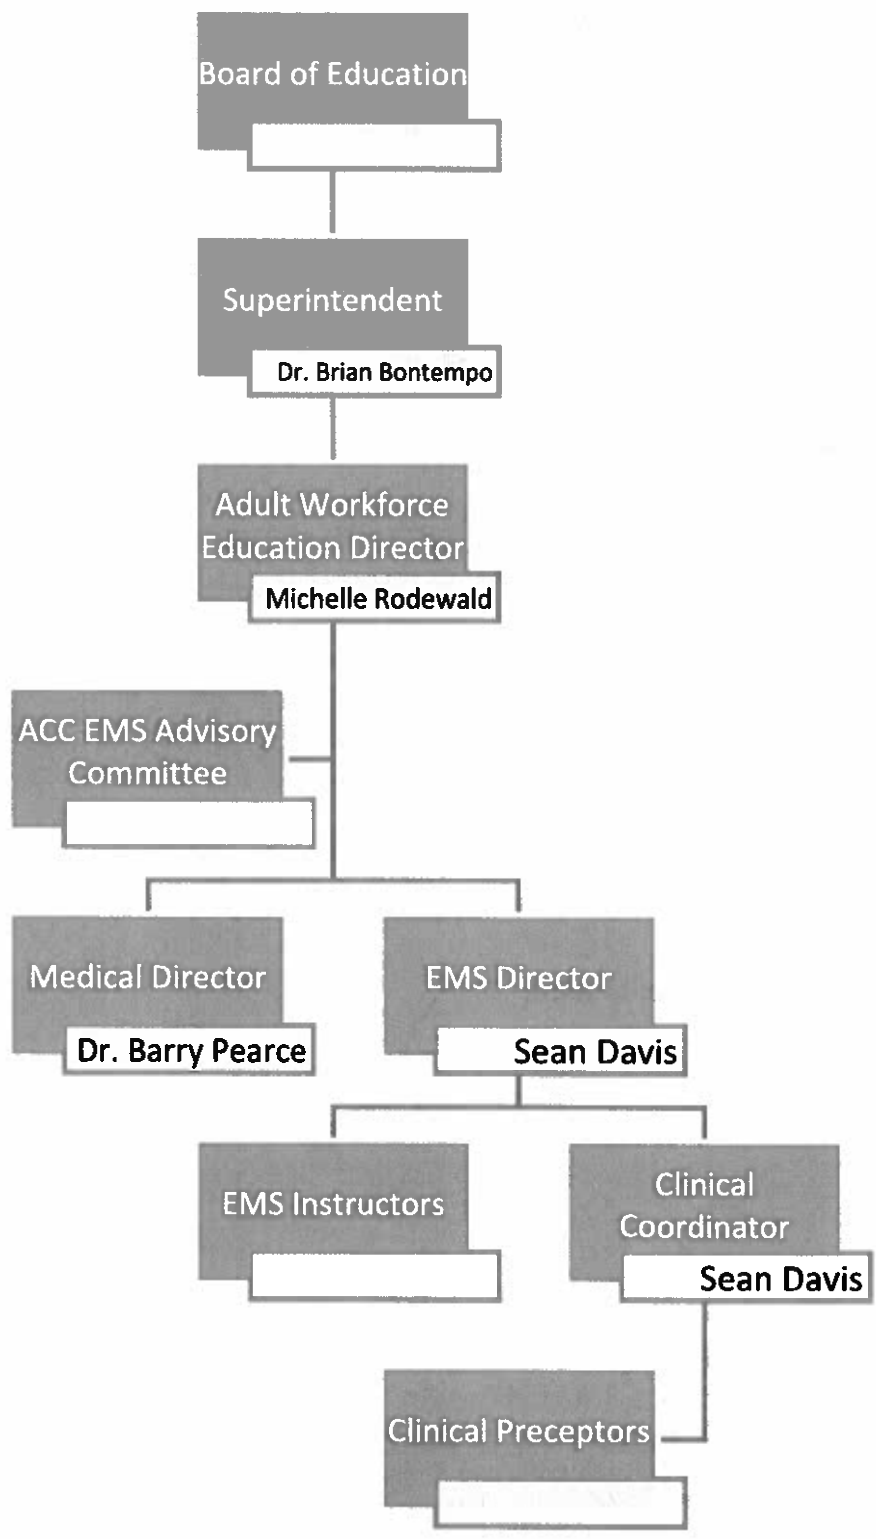 Board of Education
Superintendent
Dr. Brian Bontempo
Adult Workforce
Education Director
Michelle Rodewald
ACC EMS Advisory
Committee
Medical Director
Dr. Barry Pearce
EMS Director
Sean Davis
EMS Instructors
Clinical
Coordinator
Sean Davis
Clinical Preceptors